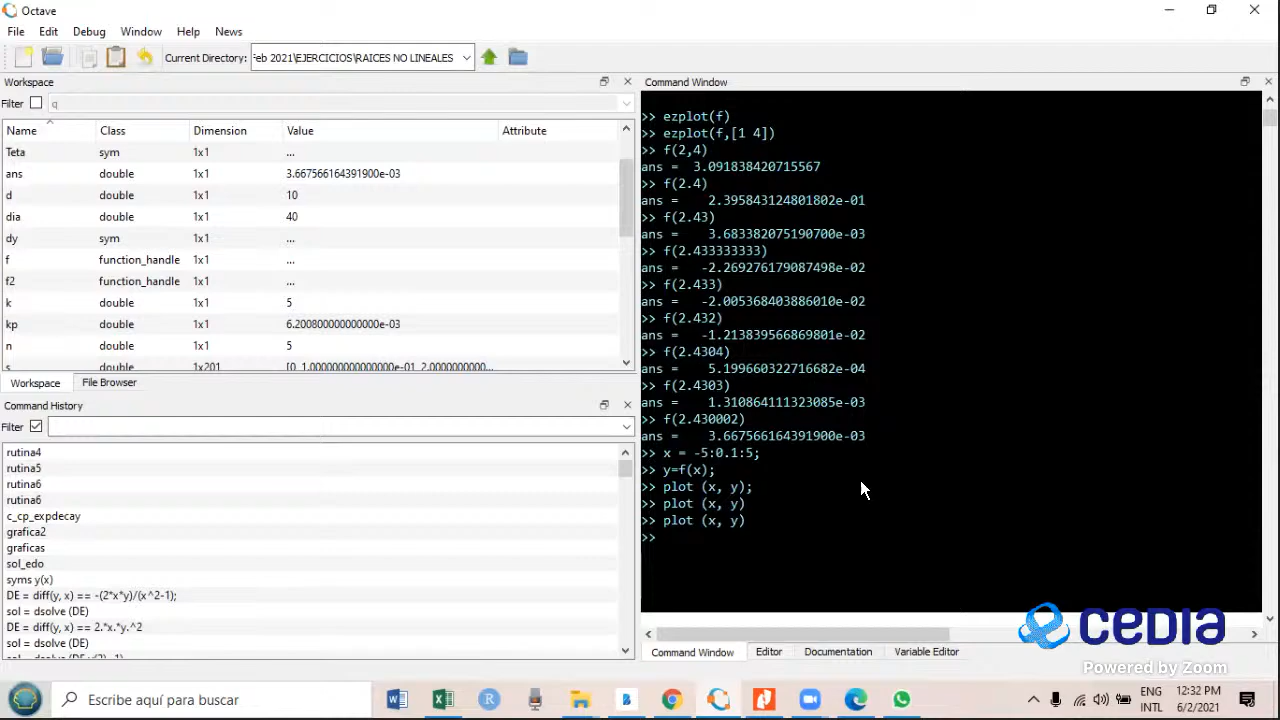 Octave
File Edit Debug Window Help News
Current Directory: Feb 2021\EJERCICIOS\RAICES NO LINEALES
Workspace
Filter q
Name Class Dimension Value Attribute
Teta sym 1x1 ...
ans double 1x1 3.667566164391900e-03
d double 1x1 10
dia double 1x1 40
dy sym 1x1 ...
f function_handle 1x1 ...
f2 function_handle 1x1 ...
k double 1x1 5
kp double 1x1 6.200800000000000e-03
n double 1x1 5
s double 1x201 [0 1.000000000000000e-01 2.0000000000...
Workspace File Browser
Command History
Filter
rutina4
rutina5
rutina6
rutina6
c_cp_expdecay
grafica2
graficas
sol_edo
syms y(x)
DE = diff(y, x) == -(2*x*y)/(x^2-1);
sol = dsolve (DE)
DE = diff(y, x) == 2.*x.*y.^2
sol = dsolve (DE)
Command Window
>> ezplot(f)
>> ezplot(f,[1 4])
>> f(2,4)
ans = 3.091838420715567
>> f(2.4)
ans = 2.395843124801802e-01
>> f(2.43)
ans = 3.683382075190700e-03
>> f(2.433333333)
ans = -2.269276179087498e-02
>> f(2.433)
ans = -2.005368403886010e-02
>> f(2.432)
ans = -1.213839566869801e-02
>> f(2.4304)
ans = 5.199660322716682e-04
>> f(2.4303)
ans = 1.310864111323085e-03
>> f(2.430002)
ans = 3.667566164391900e-03
>> x = -5:0.1:5;
>> y=f(x);
>> plot (x, y);
>> plot (x, y)
>> plot (x, y)
>>
cedia
Powered by Zoom
Command Window Editor Documentation Variable Editor
Escribe aquí para buscar
ENG
INTL
12:32 PM
6/2/2021